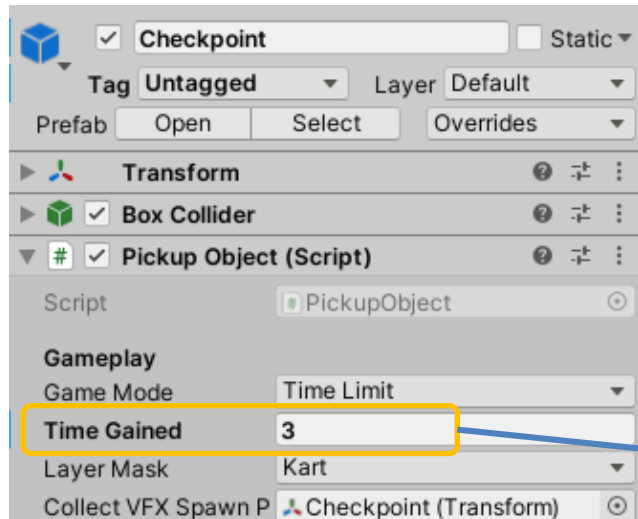 Checkpoint Static
Tag Untagged Layer Default
Prefab Open Select Overrides
Transform
Box Collider
# Pickup Object (Script)
Script # PickupObject
Gameplay
Game Mode Time Limit
Time Gained 3
Layer Mask Kart
Collect VFX Spawn P Checkpoint (Transform)